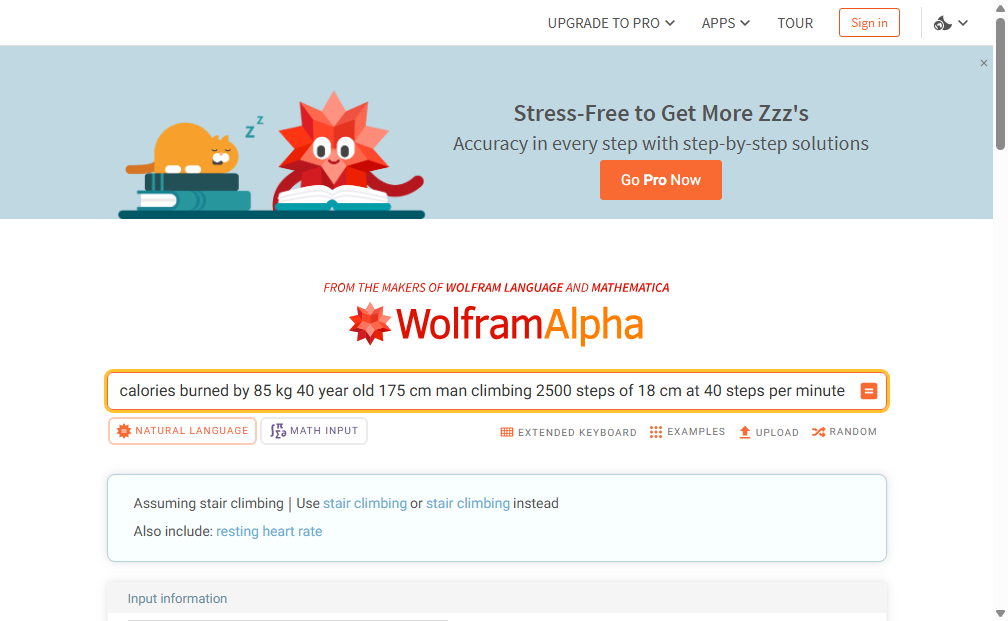 UPGRADE TO PRO APPS TOUR Sign in
Stress-Free to Get More Zzz's
Accuracy in every step with step-by-step solutions
Go Pro Now
z z
FROM THE MAKERS OF WOLFRAM LANGUAGE AND MATHEMATICA
WolframAlpha
calories burned by 85 kg 40 year old 175 cm man climbing 2500 steps of 18 cm at 40 steps per minute
NATURAL LANGUAGE MATH INPUT EXTENDED KEYBOARD EXAMPLES UPLOAD RANDOM
Assuming stair climbing | Use stair climbing or stair climbing instead
Also include: resting heart rate
Input information